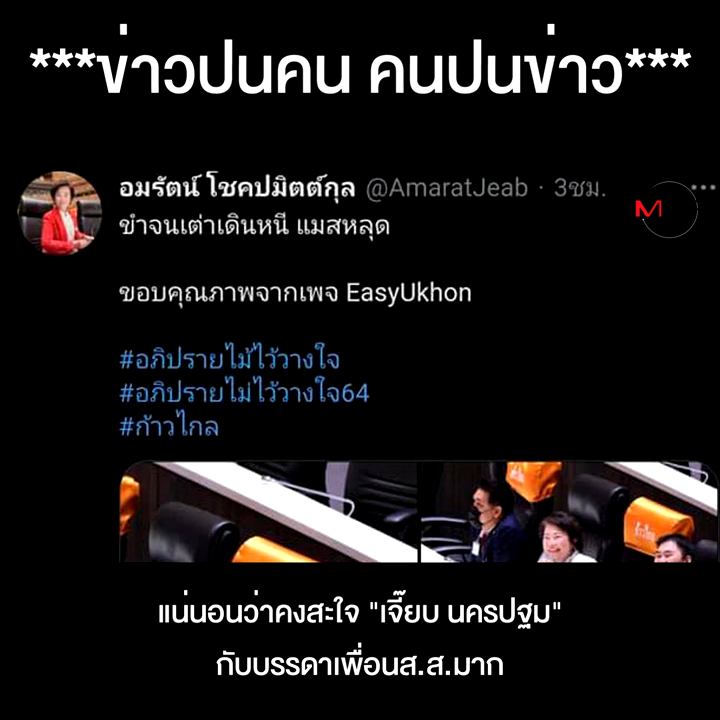 ***ข่าวปนคน คนปนข่าว***
อมรัตน์ โชคปมิตต์กุล @AmaratJeab · 3ชม.
ขำจนเต่าเดินหนี แมสหลุด
M
ขอบคุณภาพจากเพจ EasyUkhon
#อภิปรายไม้ไว้วางใจ
#อภิปรายไม่ไว้วางใจ64
#ก้าวไกล
ก้าวไกล
แน่นอนว่าคงสะใจ "เจี๊ยบ นครปฐม"
กับบรรดาเพื่อนส.ส.มาก